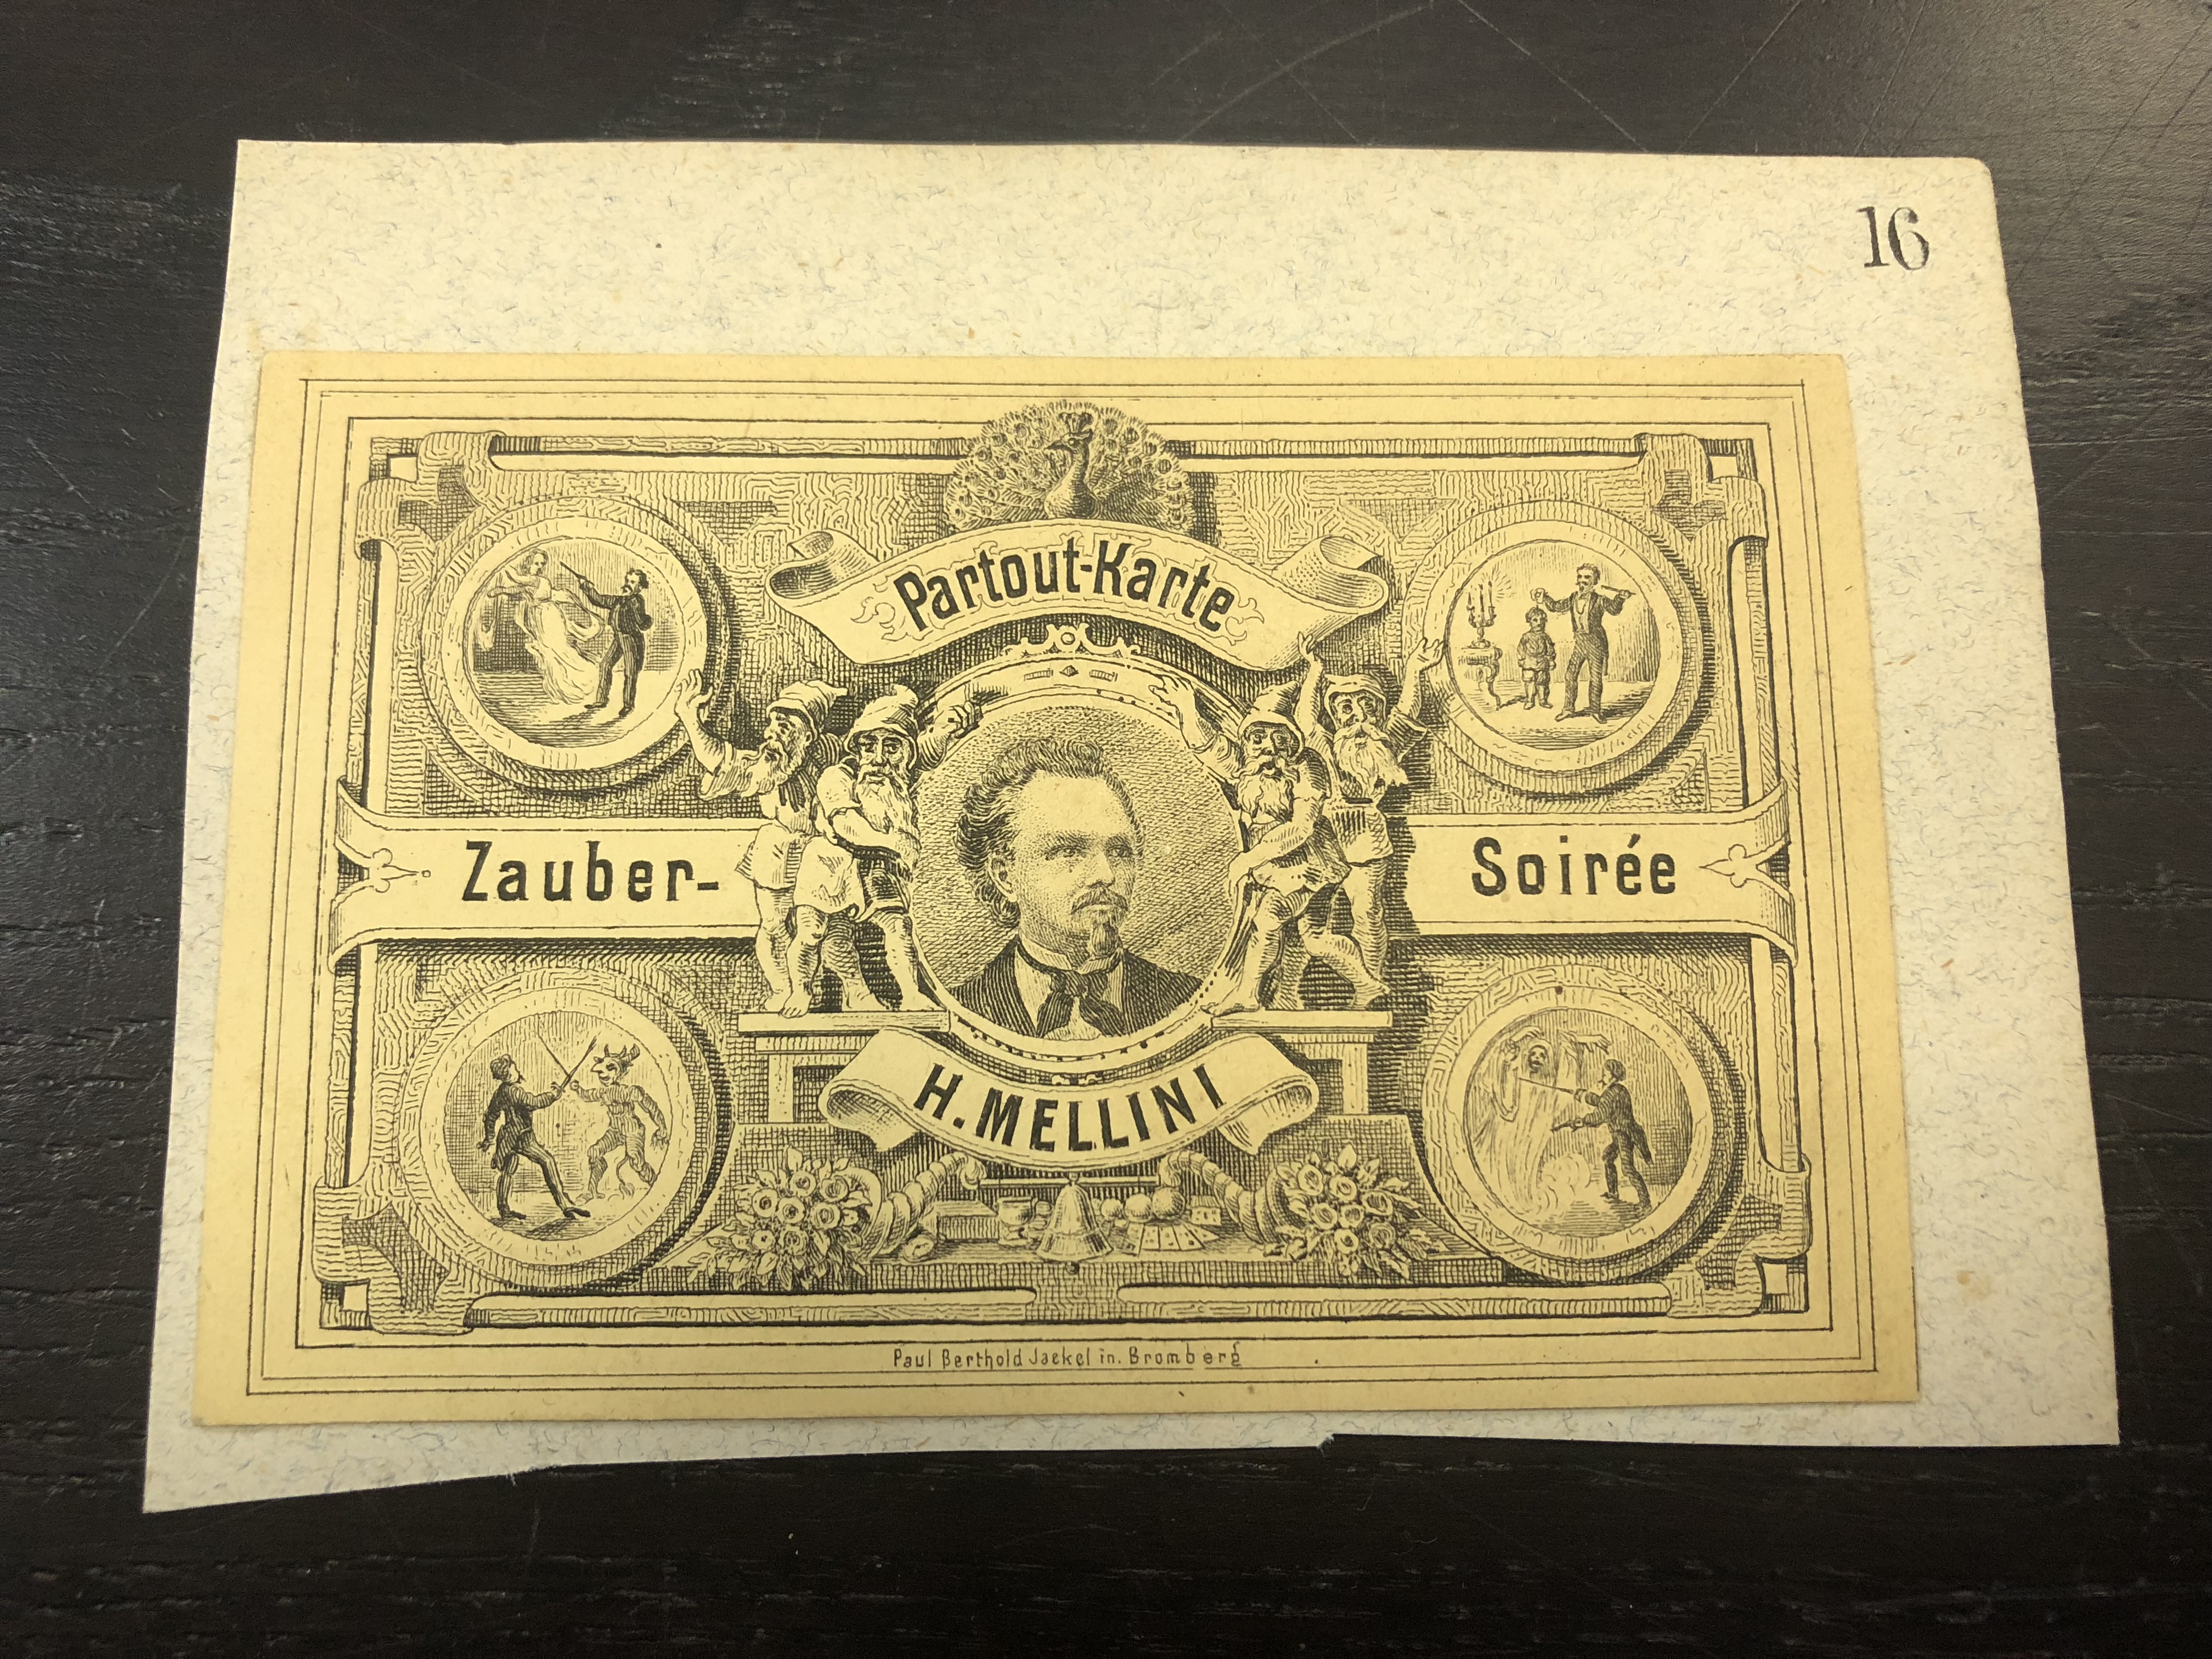 16
Partout-Karte
Zauber- Soirée
H. MELLINI
Paul Berthold Jaekel in. Bromberg